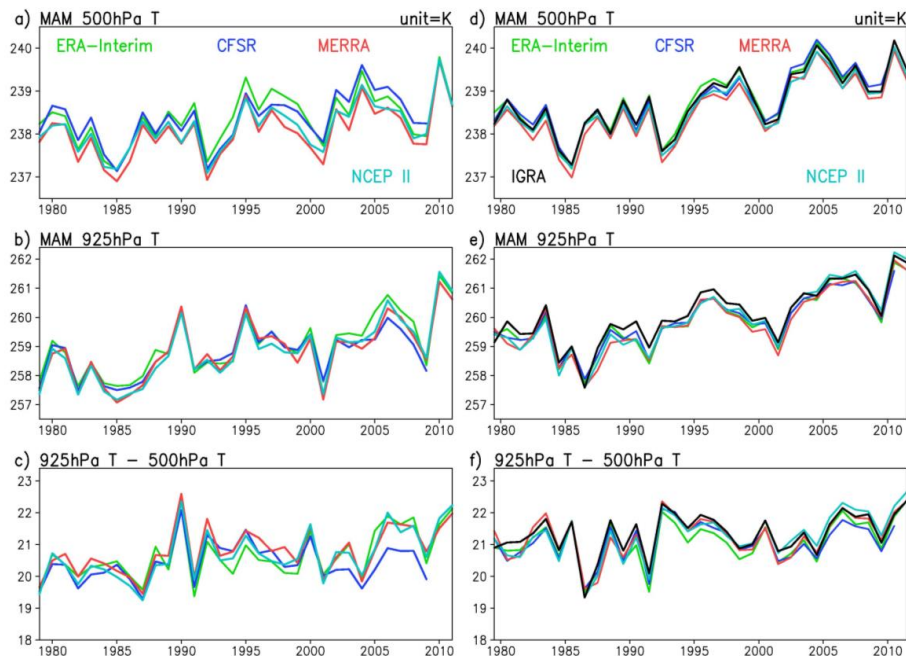 a) MAM 500hPa T unit=K
ERA-Interim CFSR MERRA
NCEP II
240
239
238
237
1980 1985 1990 1995 2000 2005 2010
b) MAM 925hPa T
262
261
260
259
258
257
1980 1985 1990 1995 2000 2005 2010
c) 925hPa T - 500hPa T
23
22
21
20
19
18
1980 1985 1990 1995 2000 2005 2010
d) MAM 500hPa T unit=K
ERA-Interim CFSR MERRA
IGRA NCEP II
240
239
238
237
1980 1985 1990 1995 2000 2005 2010
e) MAM 925hPa T
262
261
260
259
258
257
1980 1985 1990 1995 2000 2005 2010
f) 925hPa T - 500hPa T
23
22
21
20
19
18
1980 1985 1990 1995 2000 2005 2010